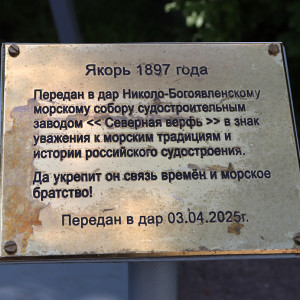 Якорь 1897 года
Передан в дар Николо-Богоявленскому
морскому собору судостроительным
заводом << Северная верфь >> в знак
уважения к морским традициям и
истории российского судостроения.
Да укрепит он связь времён и морское
братство!
Передан в дар 03.04.2025г.